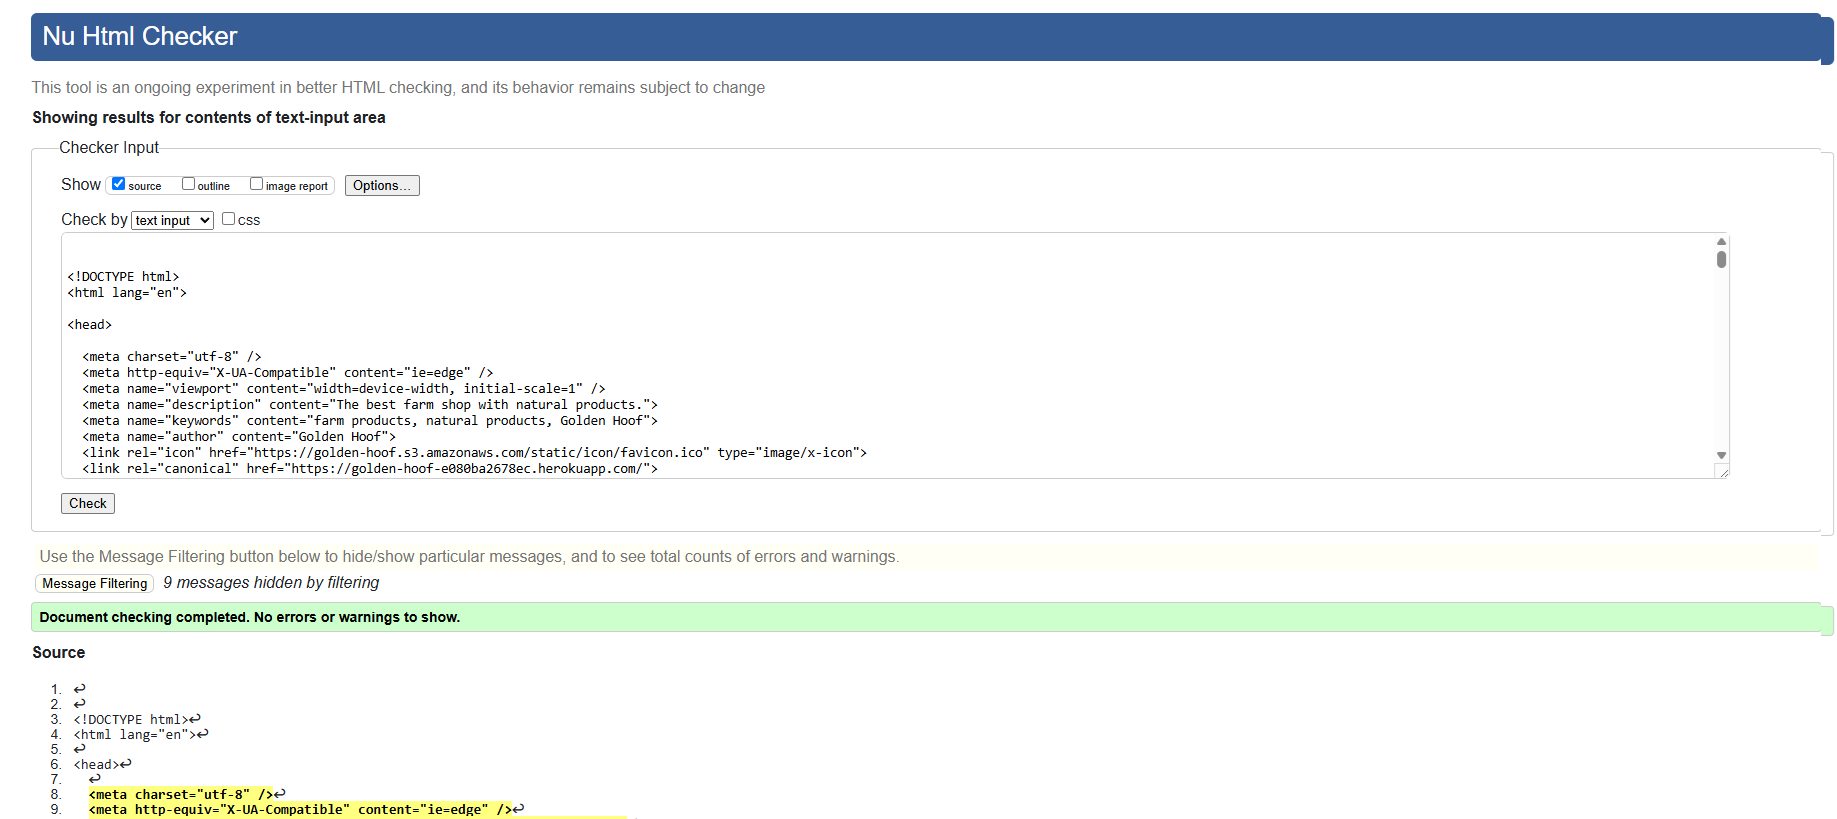 Nu Html Checker
This tool is an ongoing experiment in better HTML checking, and its behavior remains subject to change
Showing results for contents of text-input area
Checker Input
Show source outline image report Options...
Check by text input css
<!DOCTYPE html>
<html lang="en">
<head>
<meta charset="utf-8" />
<meta http-equiv="X-UA-Compatible" content="ie=edge" />
<meta name="viewport" content="width=device-width, initial-scale=1" />
<meta name="description" content="The best farm shop with natural products.">
<meta name="keywords" content="farm products, natural products, Golden Hoof">
<meta name="author" content="Golden Hoof">
<link rel="icon" href="https://golden-hoof.s3.amazonaws.com/static/icon/favicon.ico" type="image/x-icon">
<link rel="canonical" href="https://golden-hoof-e080ba2678ec.herokuapp.com/">
Check
Use the Message Filtering button below to hide/show particular messages, and to see total counts of errors and warnings.
Message Filtering 9 messages hidden by filtering
Document checking completed. No errors or warnings to show.
Source
1. ↩
2. ↩
3. <!DOCTYPE html>↩
4. <html lang="en">↩
5. ↩
6. <head>↩
7. ↩
8. <meta charset="utf-8" />↩
9. <meta http-equiv="X-UA-Compatible" content="ie=edge" />↩